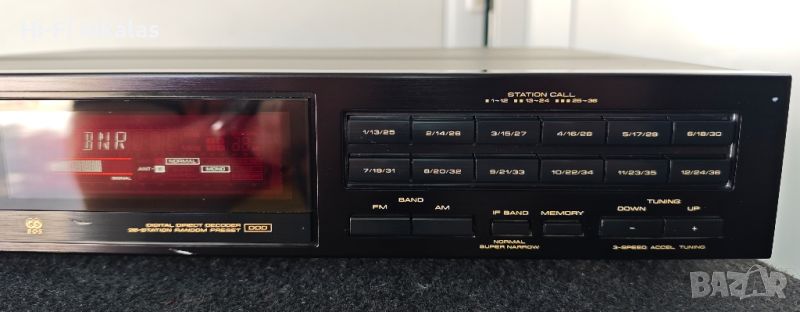 Hi-Fi sikalas
STATION CALL
1~12 13~24 25~36
1/13/25 2/14/26 3/15/27 4/16/28 5/17/29 6/18/30
7/19/31 8/20/32 9/21/33 10/22/34 11/23/35 12/24/36
BNR
NORMAL
ANT
MONO
SIGNAL
BAND
FM AM
IF BAND
MEMORY
NORMAL
SUPER NARROW
TUNING
DOWN UP
- +
3-SPEED ACCEL TUNING
DIGITAL DIRECT DECODER
36-STATION RANDOM PRESET
DDD
BAZAR